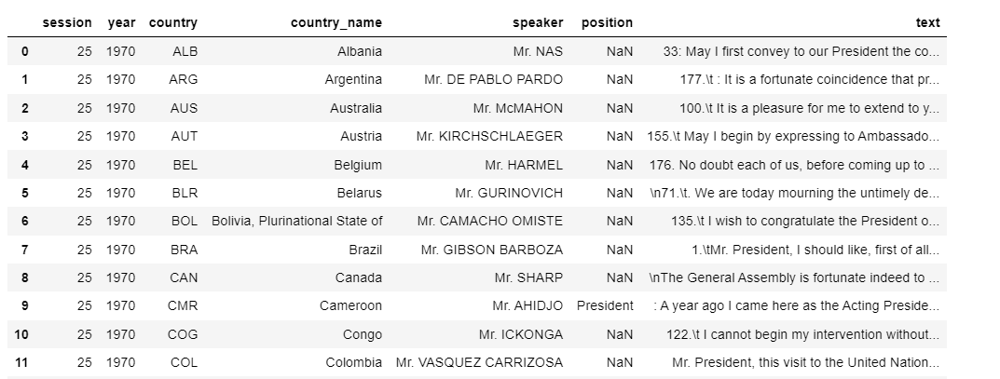 session year country country_name speaker position text
0 25 1970 ALB Albania Mr. NAS NaN 33: May I first convey to our President the co...
1 25 1970 ARG Argentina Mr. DE PABLO PARDO NaN 177.\t : It is a fortunate coincidence that pr...
2 25 1970 AUS Australia Mr. McMAHON NaN 100.\t It is a pleasure for me to extend to y...
3 25 1970 AUT Austria Mr. KIRCHSCHLAEGER NaN 155.\t May I begin by expressing to Ambassado...
4 25 1970 BEL Belgium Mr. HARMEL NaN 176. No doubt each of us, before coming up to ...
5 25 1970 BLR Belarus Mr. GURINOVICH NaN \n71.\t. We are today mourning the untimely de...
6 25 1970 BOL Bolivia, Plurinational State of Mr. CAMACHO OMISTE NaN 135.\t I wish to congratulate the President o...
7 25 1970 BRA Brazil Mr. GIBSON BARBOZA NaN 1.\tMr. President, I should like, first of all...
8 25 1970 CAN Canada Mr. SHARP NaN \nThe General Assembly is fortunate indeed to ...
9 25 1970 CMR Cameroon Mr. AHIDJO President : A year ago I came here as the Acting Preside...
10 25 1970 COG Congo Mr. ICKONGA NaN 122.\t I cannot begin my intervention without...
11 25 1970 COL Colombia Mr. VASQUEZ CARRIZOSA NaN Mr. President, this visit to the United Nation...